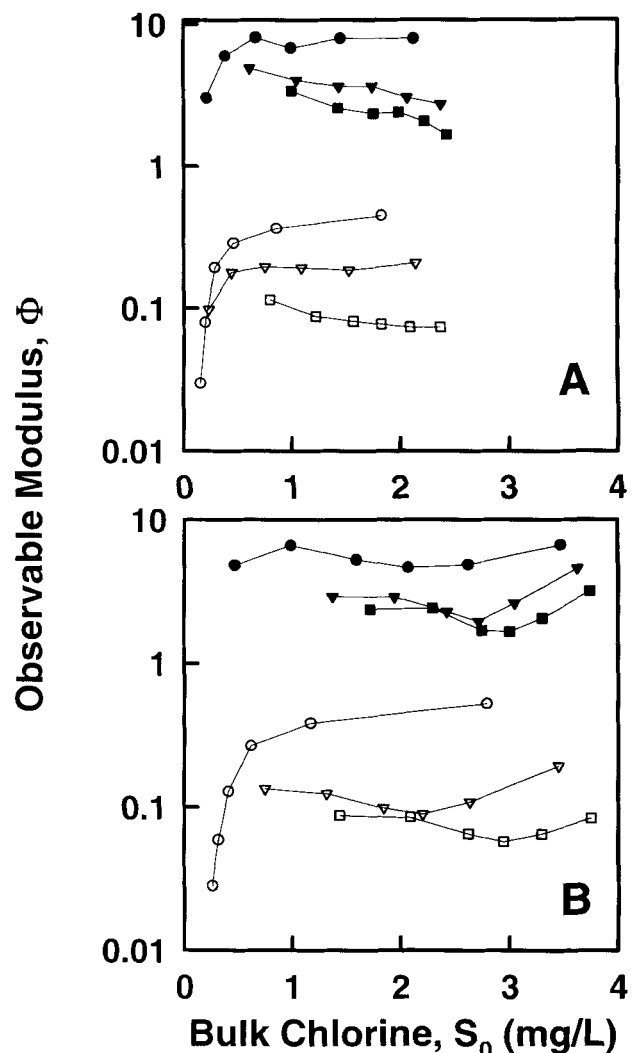 Observable Modulus, Φ
10
1
0.1
0.01
A
0 1 2 3 4
10
1
0.1
0.01
B
0 1 2 3 4
Bulk Chlorine, S₀ (mg/L)